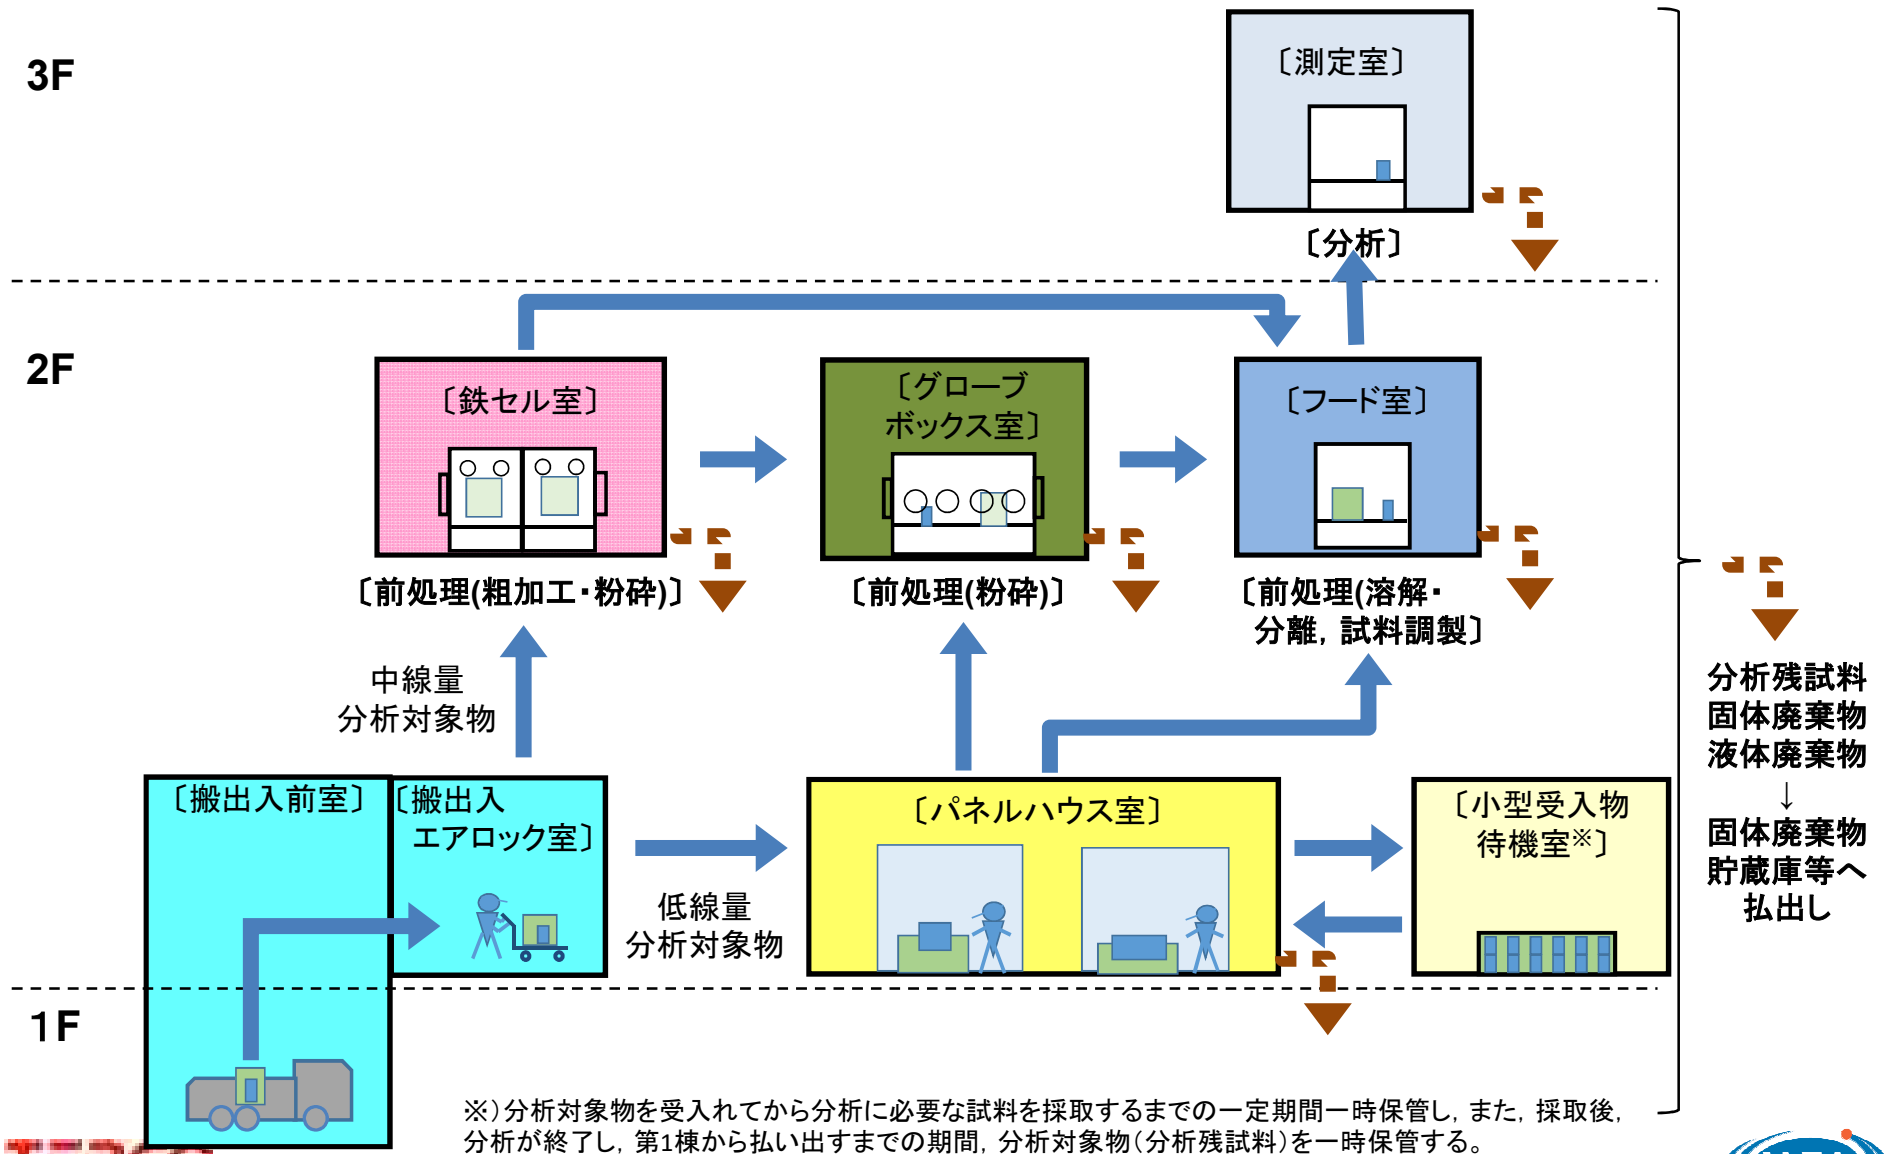 3F
〔測定室〕
〔分析〕
2F
〔鉄セル室〕
〔グローブ
ボックス室〕
〔フード室〕
〔前処理(粗加工・粉砕)〕
〔前処理(粉砕)〕
〔前処理(溶解・
分離，試料調製〕
中線量
分析対象物
〔搬出入前室〕
〔搬出入
エアロック室〕
低線量
分析対象物
〔パネルハウス室〕
〔小型受入物
待機室※〕
1F
分析残試料
固体廃棄物
液体廃棄物
↓
固体廃棄物
貯蔵庫等へ
払出し
※）分析対象物を受入れてから分析に必要な試料を採取するまでの一定期間一時保管し，また，採取後，
分析が終了し，第1棟から払い出すまでの期間，分析対象物（分析残試料）を一時保管する。